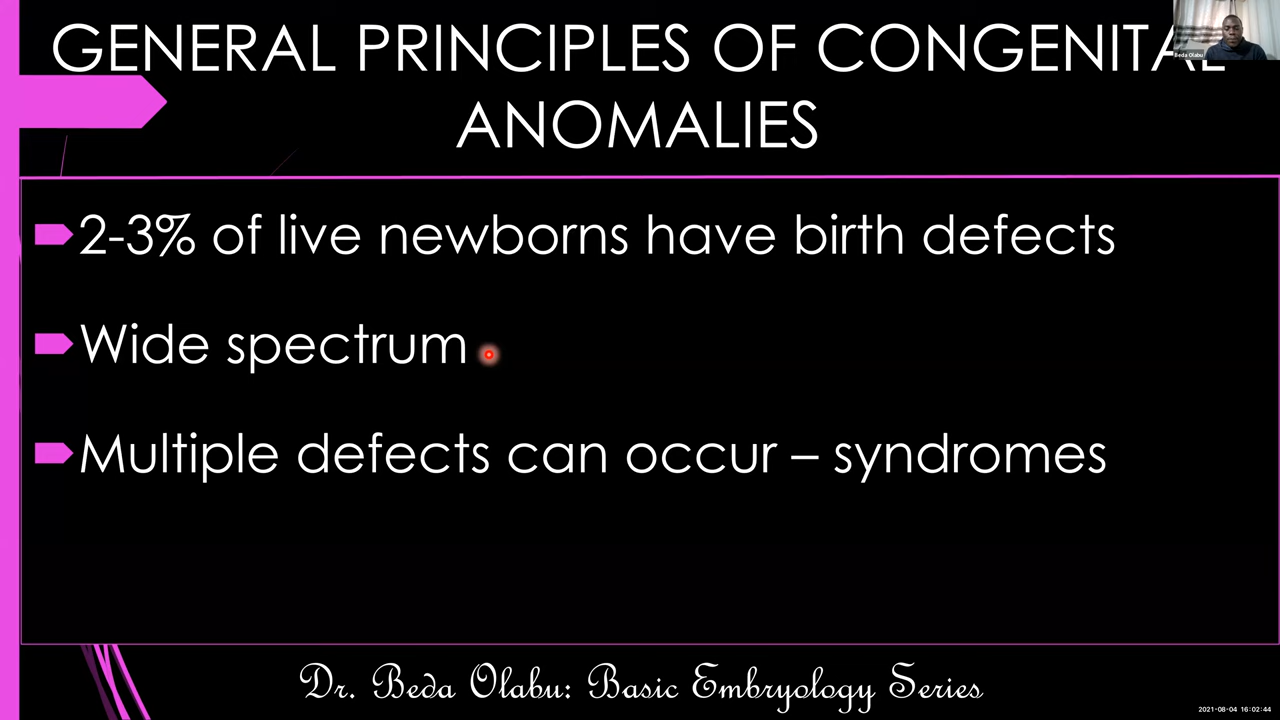 GENERAL PRINCIPLES OF CONGENITAL
ANOMALIES
Beda Olabu
2-3% of live newborns have birth defects
Wide spectrum
Multiple defects can occur – syndromes
Dr. Beda Olabu: Basic Embryology Series
2021-08-04 16:02:44